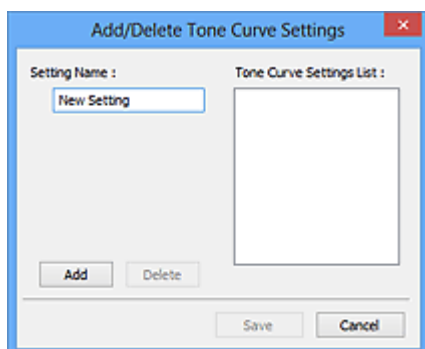 Add/Delete Tone Curve Settings
Setting Name :
Tone Curve Settings List :
New Setting
Add
Delete
Save
Cancel